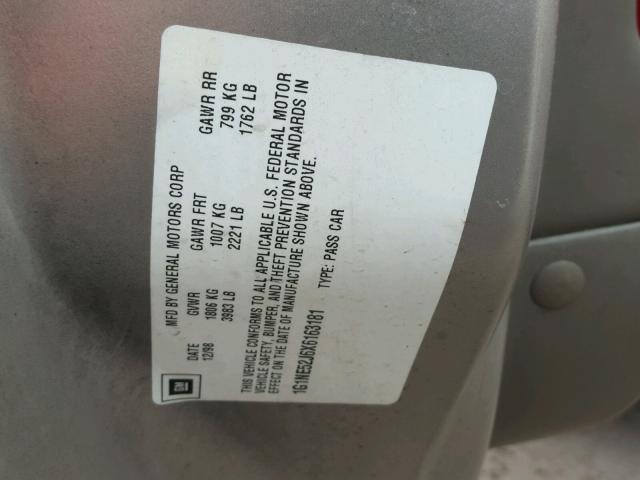 GM
MFD BY GENERAL MOTORS CORP
DATE GVWR GAWR FRT GAWR RR
12/98 1806 KG 1007 KG 799 KG
3983 LB 2221 LB 1762 LB
THIS VEHICLE CONFORMS TO ALL APPLICABLE U.S. FEDERAL MOTOR
VEHICLE SAFETY, BUMPER, AND THEFT PREVENTION STANDARDS IN
EFFECT ON THE DATE OF MANUFACTURE SHOWN ABOVE.
1G1NE52J6X6163181 TYPE: PASS CAR